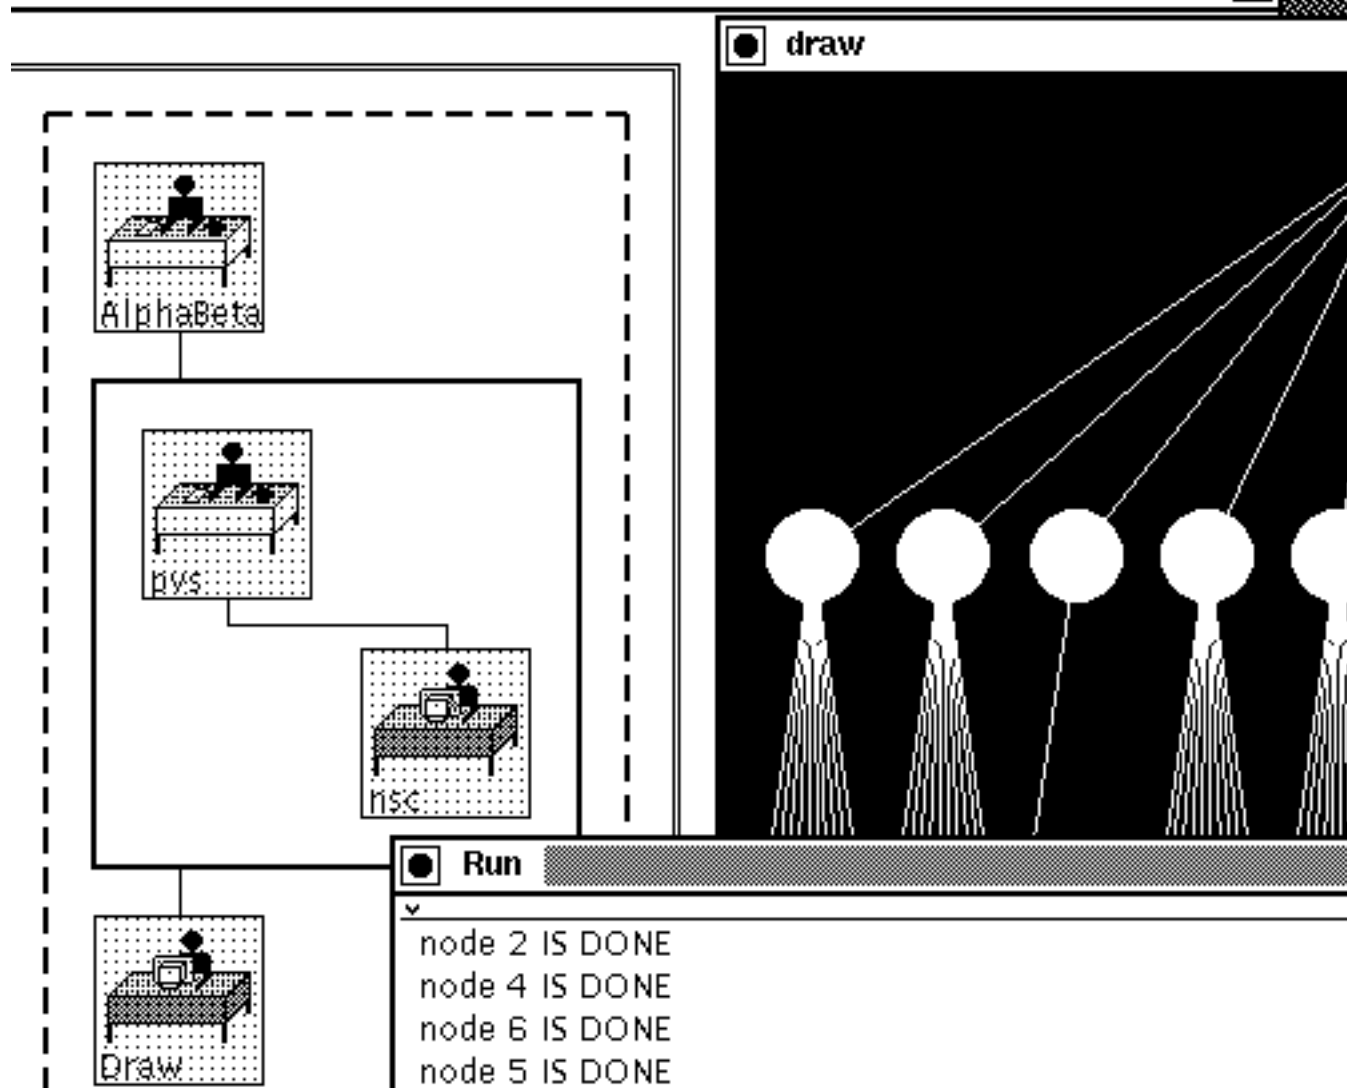 draw
AlphaBeta
pvs
nsc
Run
node 2 IS DONE
node 4 IS DONE
node 6 IS DONE
node 5 IS DONE
Draw